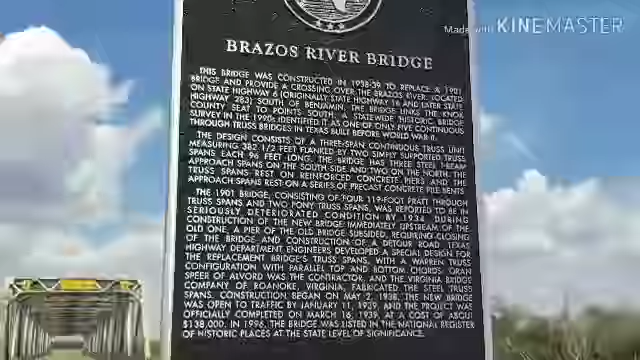 Made with KINEMASTER
BRAZOS RIVER BRIDGE
THIS BRIDGE WAS CONSTRUCTED IN 1938-39 TO REPLACE A 1901
BRIDGE AND PROVIDE A CROSSING OVER THE BRAZOS RIVER. LOCATED
ON STATE HIGHWAY 6 (ORIGINALLY STATE HIGHWAY 16 AND LATER STATE
HIGHWAY 283) SOUTH OF BENJAMIN, THE BRIDGE LINKS THE KNOX
COUNTY SEAT TO POINTS SOUTH. A STATEWIDE HISTORIC BRIDGE
SURVEY IN THE 1990s IDENTIFIED IT AS ONE OF ONLY FIVE CONTINUOUS
THROUGH TRUSS BRIDGES IN TEXAS BUILT BEFORE WORLD WAR II.
THE DESIGN CONSISTS OF A THREE-SPAN CONTINUOUS TRUSS UNIT
MEASURING 382 1/2 FEET FLANKED BY TWO SIMPLY SUPPORTED TRUSS
SPANS EACH 96 FEET LONG. THE BRIDGE HAS THREE STEEL I-BEAM
APPROACH SPANS ON THE SOUTH SIDE AND TWO ON THE NORTH. THE
TRUSS SPANS REST ON REINFORCED CONCRETE PIERS AND THE
APPROACH SPANS REST ON A SERIES OF PRECAST CONCRETE PILE BENTS.
THE 1901 BRIDGE, CONSISTING OF FOUR 119-FOOT PRATT THROUGH
TRUSS SPANS AND TWO PONY TRUSS SPANS, WAS REPORTED TO BE IN
SERIOUSLY DETERIORATED CONDITION BY 1934. DURING
CONSTRUCTION OF THE NEW BRIDGE IMMEDIATELY UPSTREAM OF THE
OLD ONE, A PIER OF THE OLD BRIDGE SUBSIDED, REQUIRING CLOSING
OF THE BRIDGE AND CONSTRUCTION OF A DETOUR ROAD. TEXAS
HIGHWAY DEPARTMENT ENGINEERS DEVELOPED A SPECIAL DESIGN FOR
THE REPLACEMENT BRIDGE'S TRUSS SPANS, WITH A WARREN TRUSS
CONFIGURATION WITH PARALLEL TOP AND BOTTOM CHORDS. ORAN
SPEER OF ALVORD WAS THE CONTRACTOR, AND THE VIRGINIA BRIDGE
COMPANY OF ROANOKE, VIRGINIA, FABRICATED THE STEEL TRUSS
SPANS. CONSTRUCTION BEGAN ON MAY 2, 1938. THE NEW BRIDGE
WAS OPEN TO TRAFFIC BY JANUARY 11, 1939, AND THE PROJECT WAS
OFFICIALLY COMPLETED ON MARCH 16, 1939, AT A COST OF ABOUT
$138,000. IN 1996, THE BRIDGE WAS LISTED IN THE NATIONAL REGISTER
OF HISTORIC PLACES AT THE STATE LEVEL OF SIGNIFICANCE.